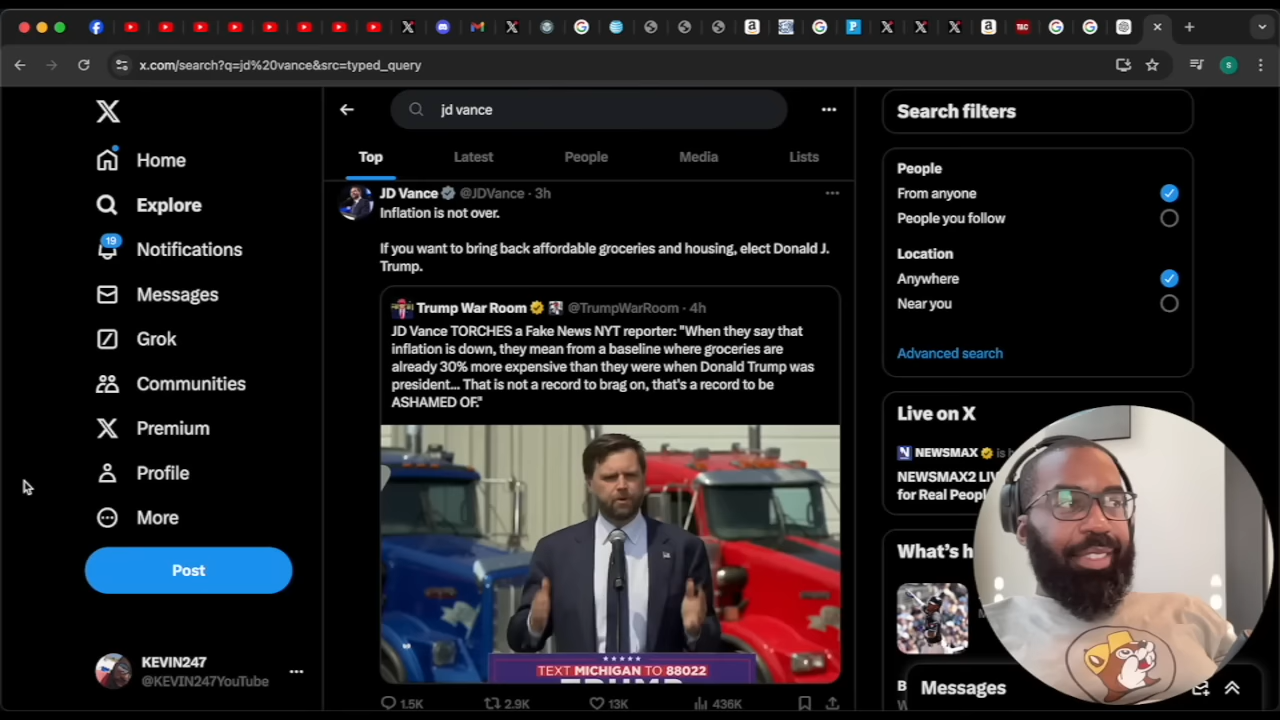 x.com/search?q=jd%20vance&src=typed_query
S
Home
Explore
19
Notifications
Messages
Grok
Communities
Premium
Profile
More
Post
KEVIN247
@KEVIN247YouTube
jd vance
Top Latest People Media Lists
JD Vance @JDVance · 3h
Inflation is not over.
If you want to bring back affordable groceries and housing, elect Donald J.
Trump.
Trump War Room @TrumpWarRoom · 4h
JD Vance TORCHES a Fake News NYT reporter: "When they say that
inflation is down, they mean from a baseline where groceries are
already 30% more expensive than they were when Donald Trump was
president... That is not a record to brag on, that's a record to be
ASHAMED OF."
TEXT MICHIGAN TO 88022
TRUMP
1.5K 2.9K 13K 436K
Search filters
People
From anyone
People you follow
Location
Anywhere
Near you
Advanced search
Live on X
N NEWSMAX is h
NEWSMAX2 LIV
for Real Peopl
What's h
Messages